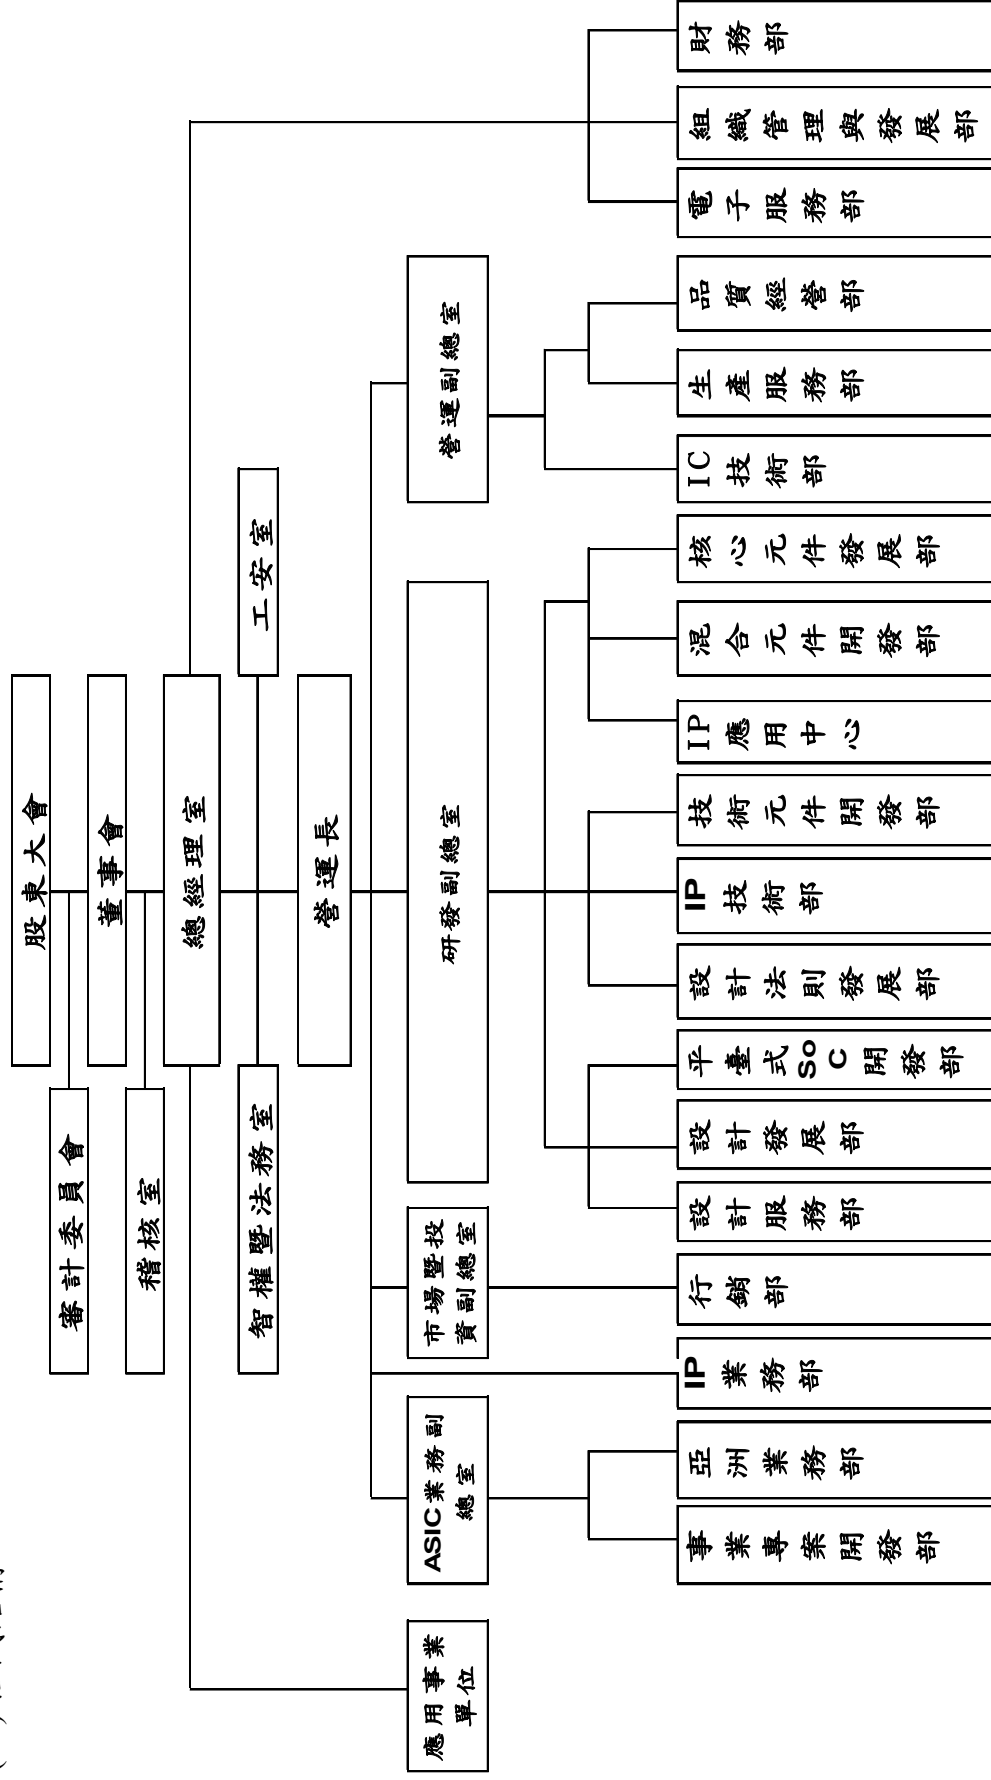 股東大會
審計委員會
董事會
稽核室
總經理室
智權暨法務室
工安室
營運長
應用事業
單位
ASIC業務副
總室
市場暨投
資副總室
研發副總室
營運副總室
事業專案開發部
亞洲業務部
IP業務部
行銷部
設計服務部
設計發展部
平臺式SoC開發部
設計法則發展部
IP技術部
技術元件開發部
IP應用中心
混合元件開發部
核心元件發展部
IC技術部
生產服務部
品質經營部
電子服務部
組織管理與發展部
財務部